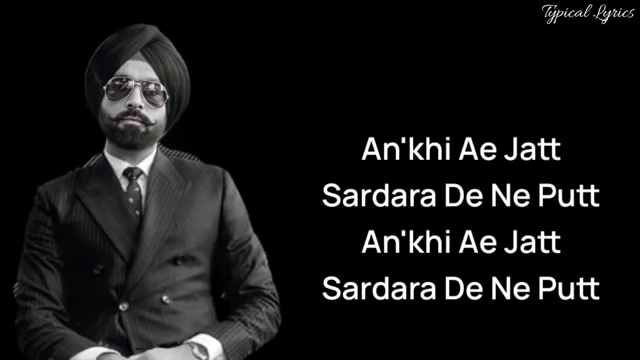 Typical Lyrics
An'khi Ae Jatt
Sardara De Ne Putt
An'khi Ae Jatt
Sardara De Ne Putt